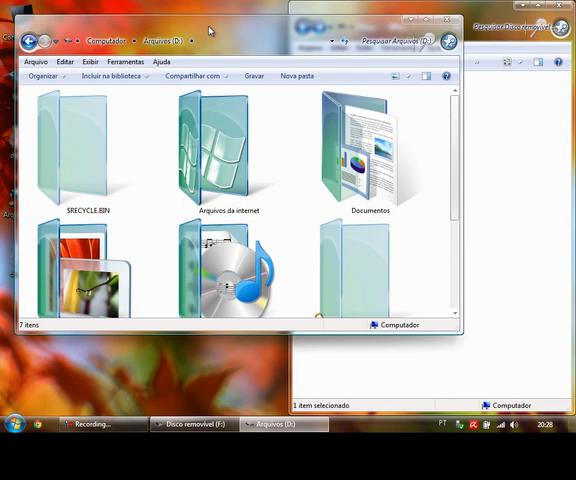 Pesquisar Disco removível
Computador Arquivos (D:)
Pesquisar Arquivos (D:)
Arquivo Editar Exibir Ferramentas Ajuda
Organizar Incluir na biblioteca Compartilhar com Gravar Nova pasta
$RECYCLE.BIN Arquivos da internet Documentos
7 itens Computador
1 item selecionado Computador
Recording... Disco removível (F:) Arquivos (D:) PT 20:28